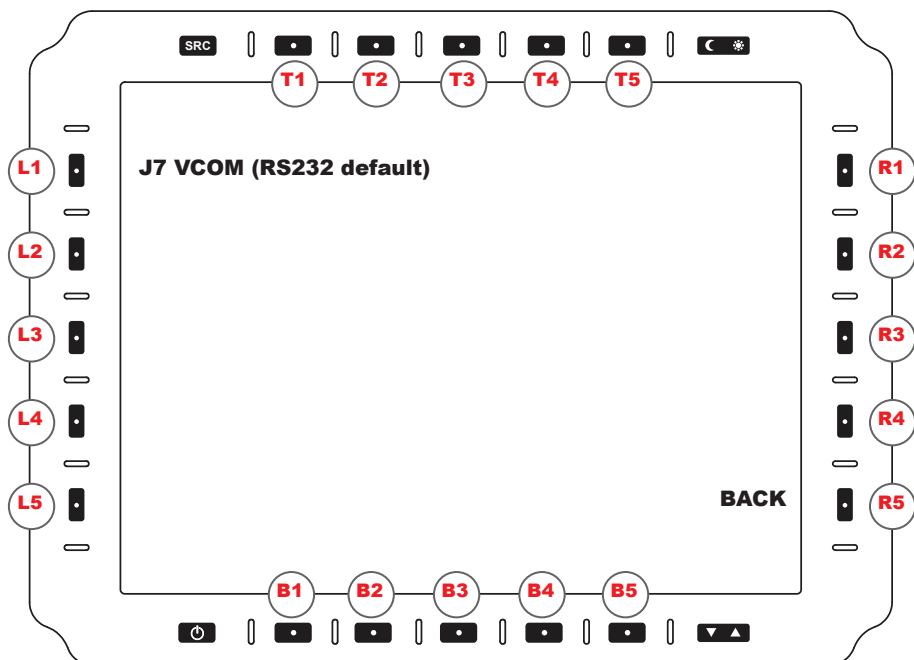 SRC
T1 T2 T3 T4 T5
L1 J7 VCOM (RS232 default) R1
L2 R2
L3 R3
L4 R4
L5 BACK R5
B1 B2 B3 B4 B5